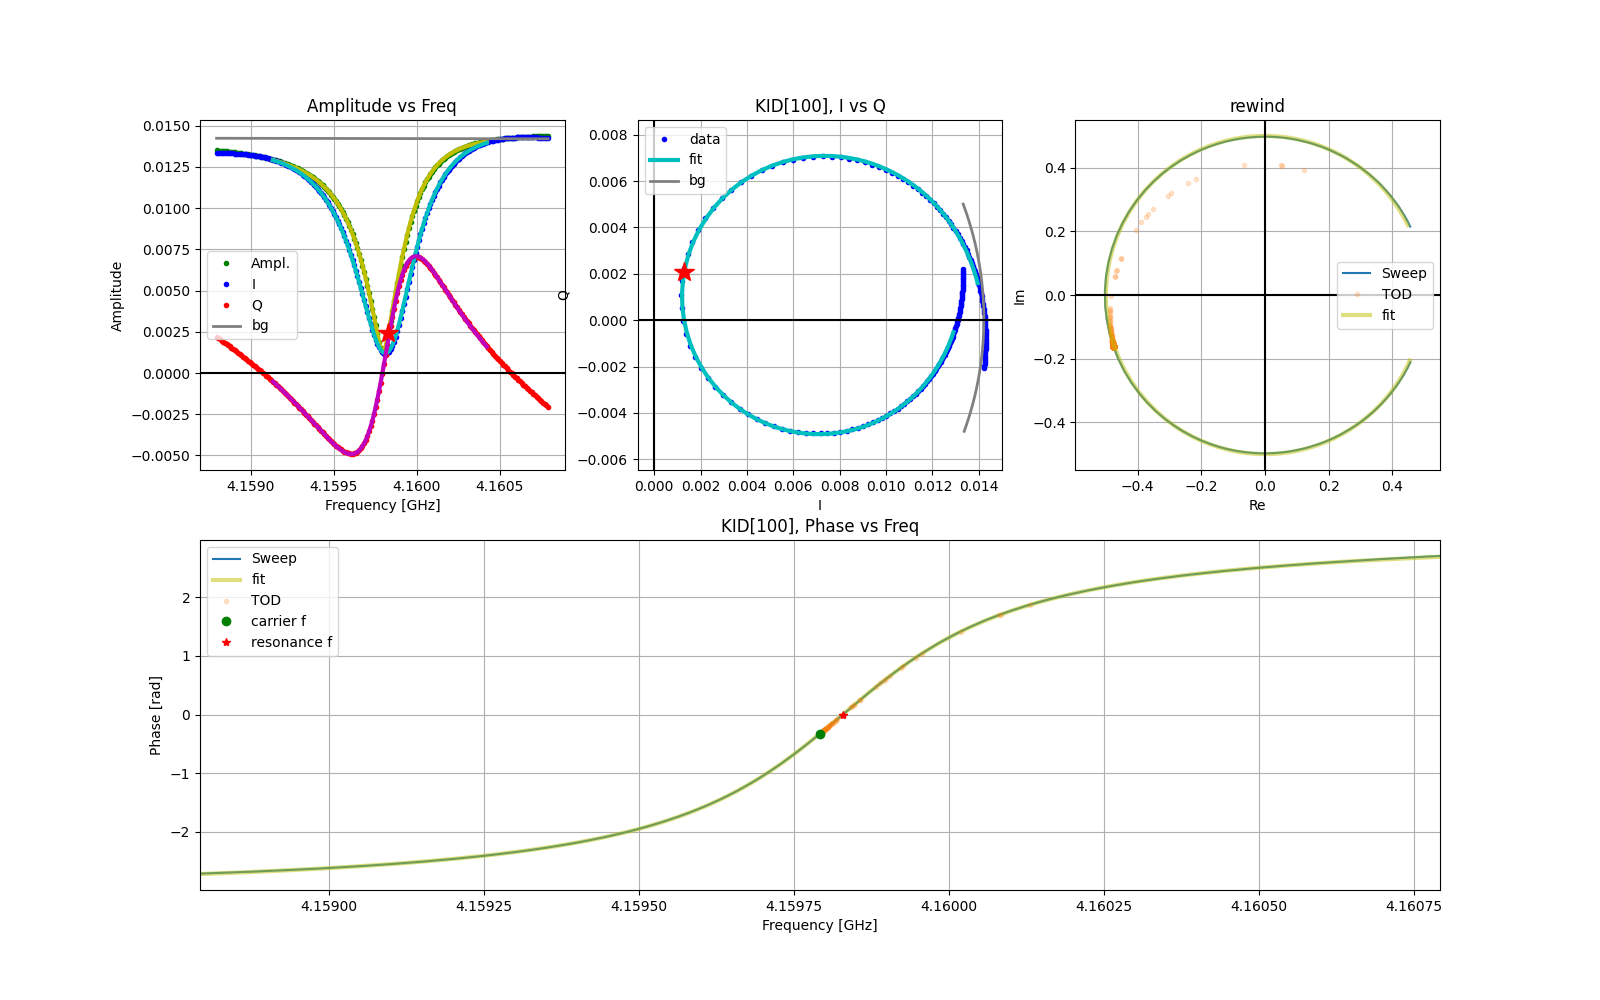 Amplitude vs Freq
KID[100], I vs Q
rewind
0.0150
0.0125
0.0100
0.0075
0.0050
0.0025
0.0000
−0.0025
−0.0050
Amplitude
Ampl.
I
Q
bg
4.1590
4.1595
4.1600
4.1605
Frequency [GHz]
0.008
0.006
0.004
0.002
0.000
−0.002
−0.004
−0.006
Q
data
fit
bg
0.000
0.002
0.004
0.006
0.008
0.010
0.012
0.014
I
0.4
0.2
0.0
−0.2
−0.4
Im
Sweep
TOD
fit
−0.4
−0.2
0.0
0.2
0.4
Re
KID[100], Phase vs Freq
2
1
0
−1
−2
Phase [rad]
Sweep
fit
TOD
carrier f
resonance f
4.15900
4.15925
4.15950
4.15975
4.16000
4.16025
4.16050
4.16075
Frequency [GHz]